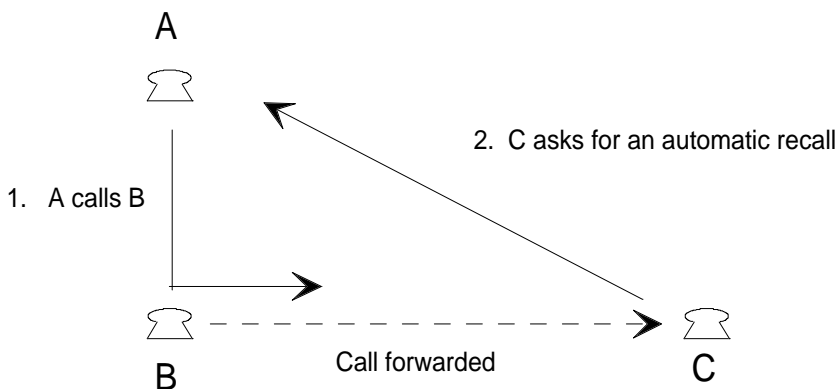 A
2. C asks for an automatic recall
1. A calls B
Call forwarded
B
C